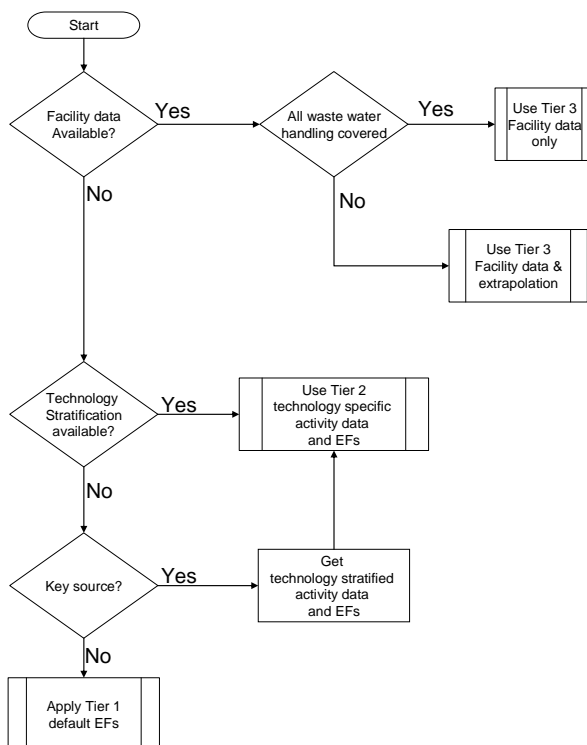 Start
Facility data
Available?
Yes
All waste water
handling covered
Yes
Use Tier 3
Facility data
only
No
No
Use Tier 3
Facility data &
extrapolation
Technology
Stratification
available?
Yes
Use Tier 2
technology specific
activity data
and EFs
No
Key source?
Yes
Get
technology stratified
activity data
and EFs
No
Apply Tier 1
default EFs